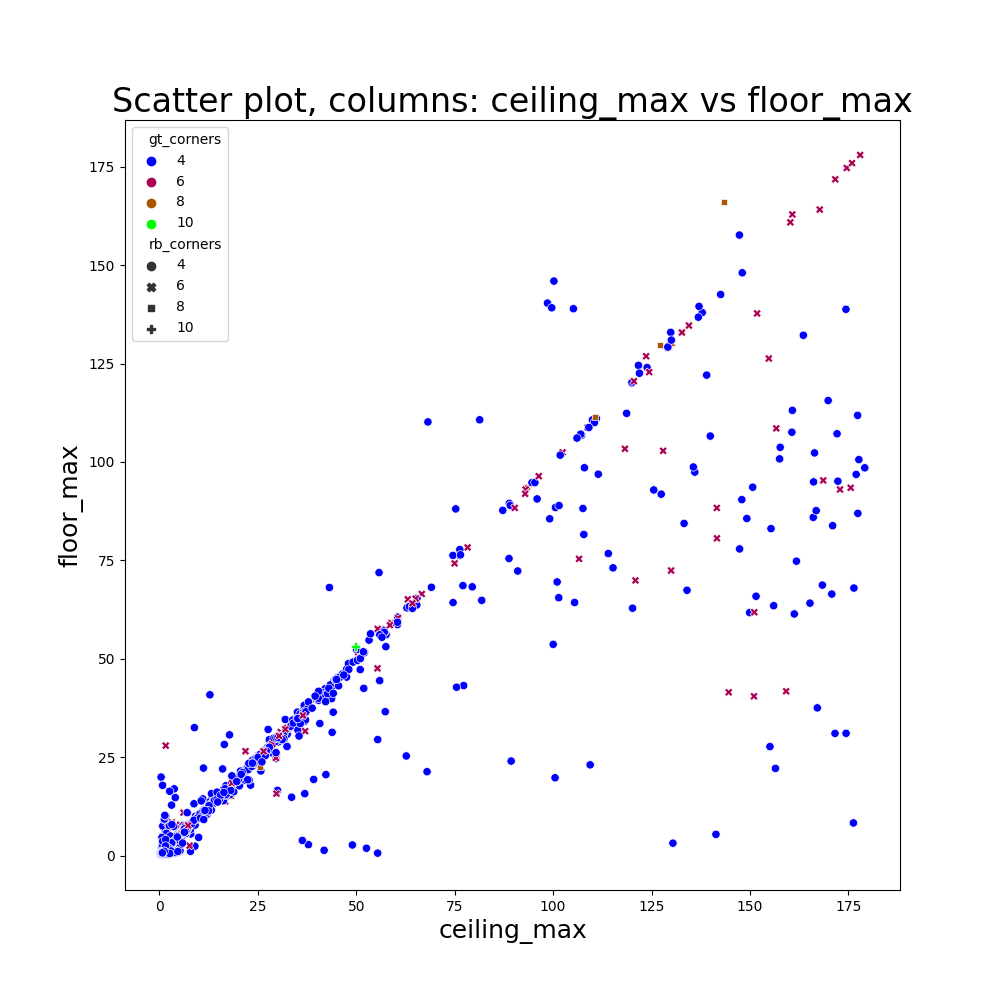 Scatter plot, columns: ceiling_max vs floor_max
gt_corners
4
6
8
10
rb_corners
4
6
8
10
175
150
125
100
75
50
25
0
floor_max
0 25 50 75 100 125 150 175
ceiling_max